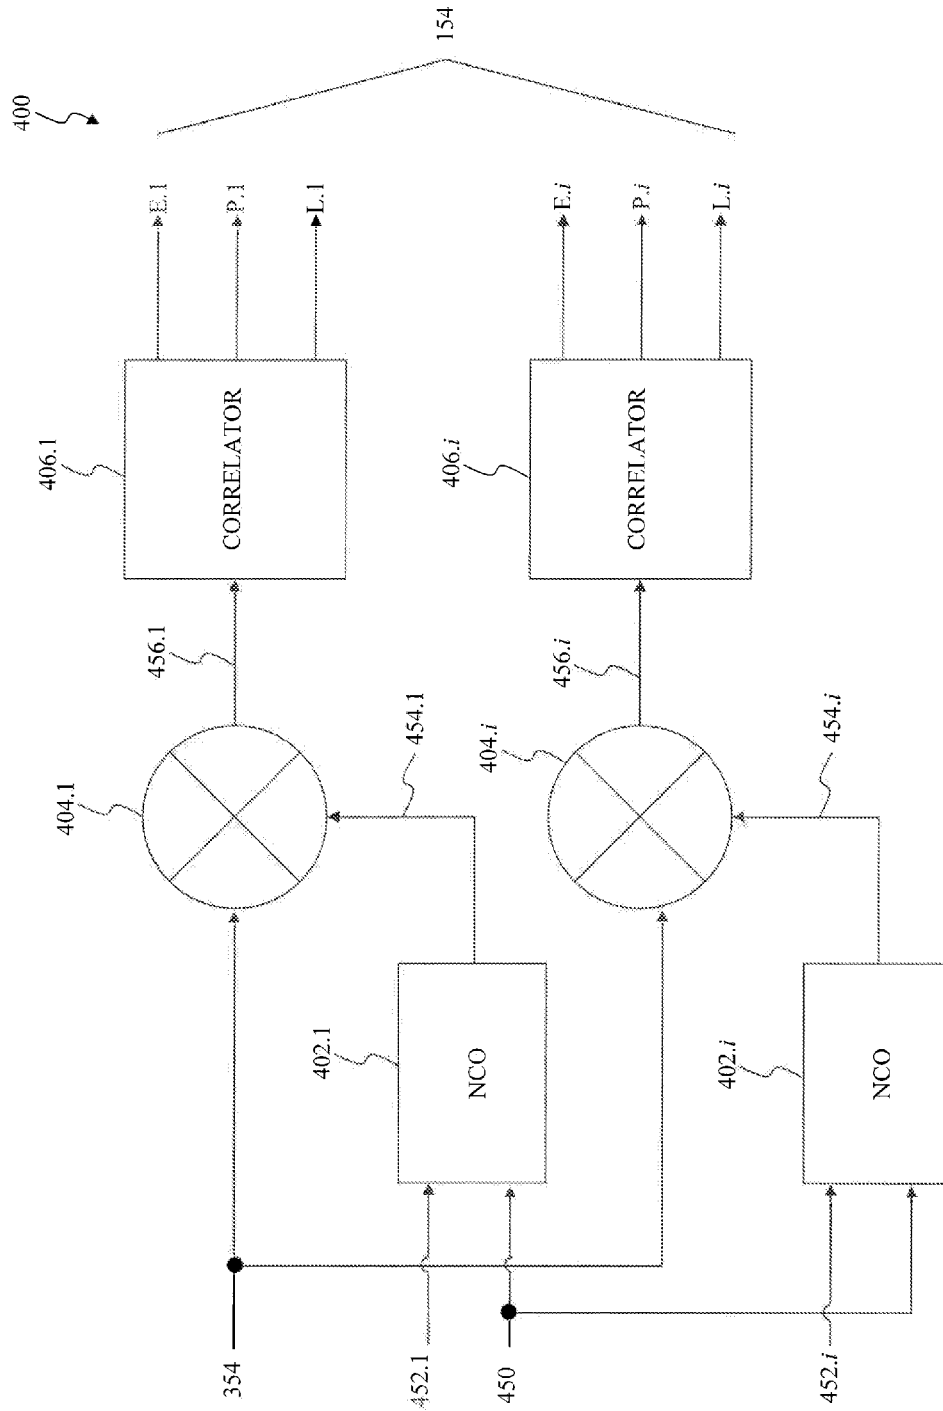 400
154
E.1
P.1
L.1
E.i
P.i
L.i
406.1
CORRELATOR
406.i
CORRELATOR
456.1
456.i
404.1
454.1
404.i
454.i
402.1
NCO
402.i
NCO
354
452.1
450
452.i